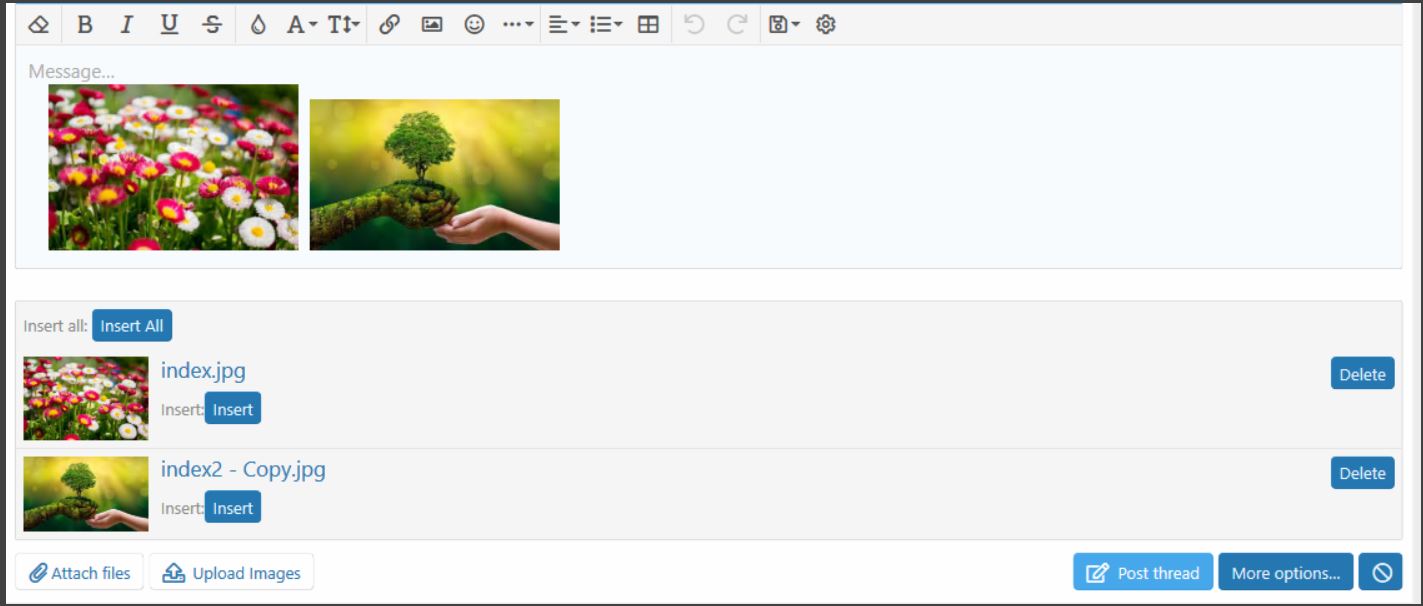 B I U S A T
Message...
Insert all: Insert All
index.jpg
Delete
Insert: Insert
index2 - Copy.jpg
Delete
Insert: Insert
Attach files Upload Images Post thread More options...